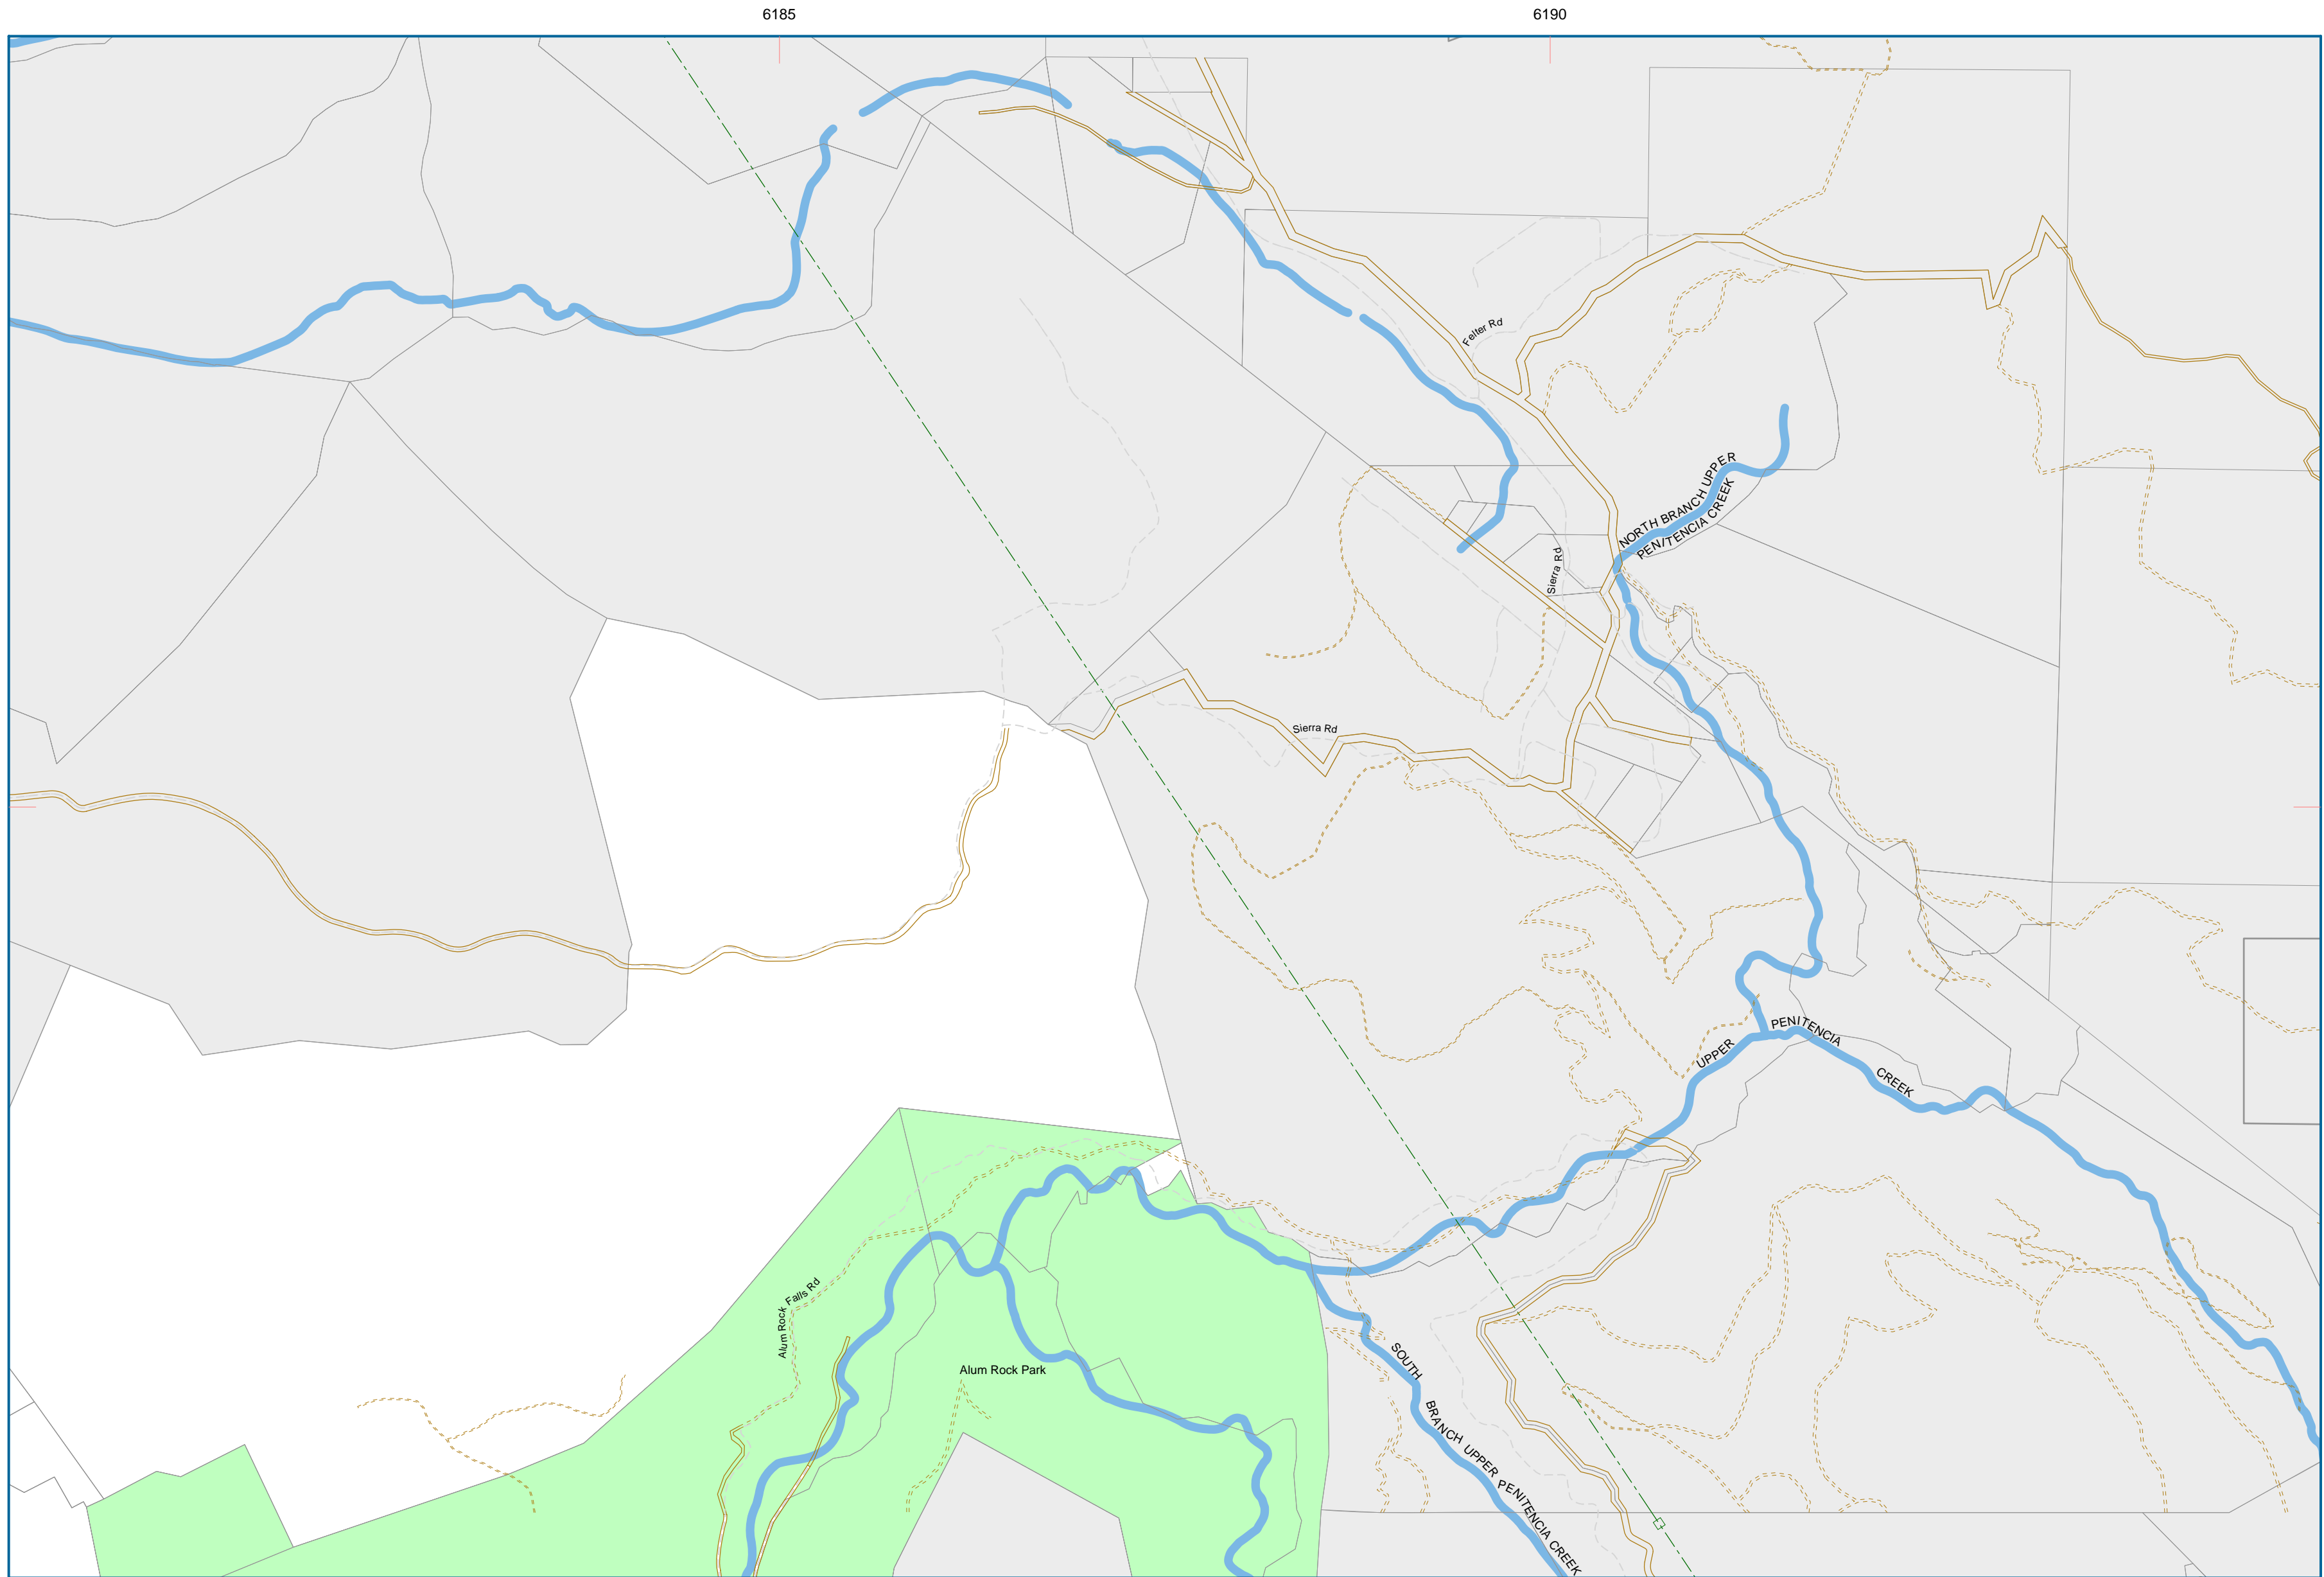 6185
6190
Felter Rd
NORTH BRANCH UPPER
PENITENCIA CREEK
Sierra Rd
Sierra Rd
UPPER PENITENCIA CREEK
Alum Rock Falls Rd
Alum Rock Park
SOUTH BRANCH UPPER PENITENCIA CREEK